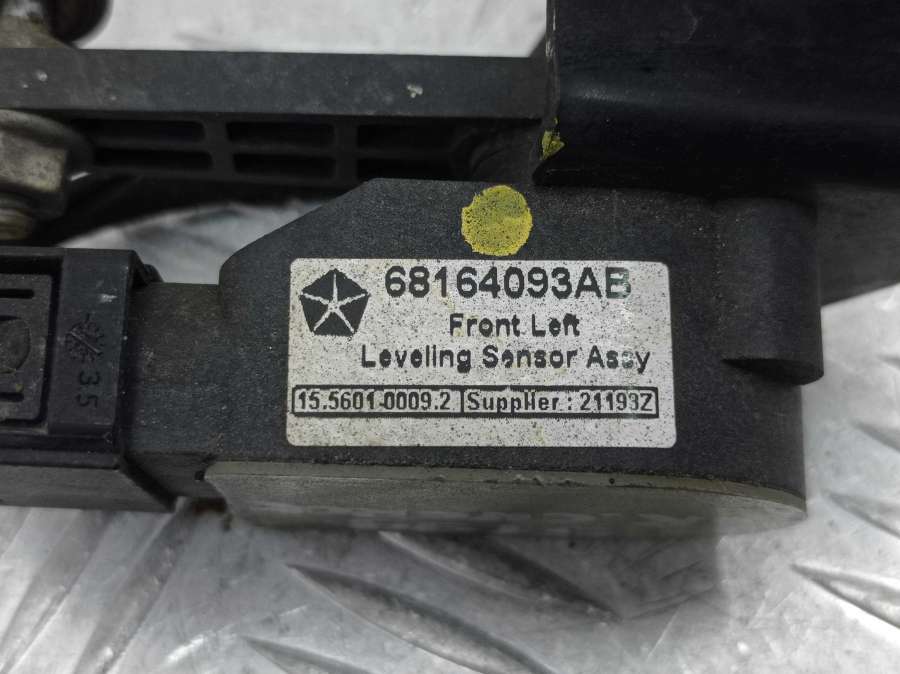 68164093AB
Front Left
Leveling Sensor Assy
15.5601-0009.2 Supplier: 21193Z
35